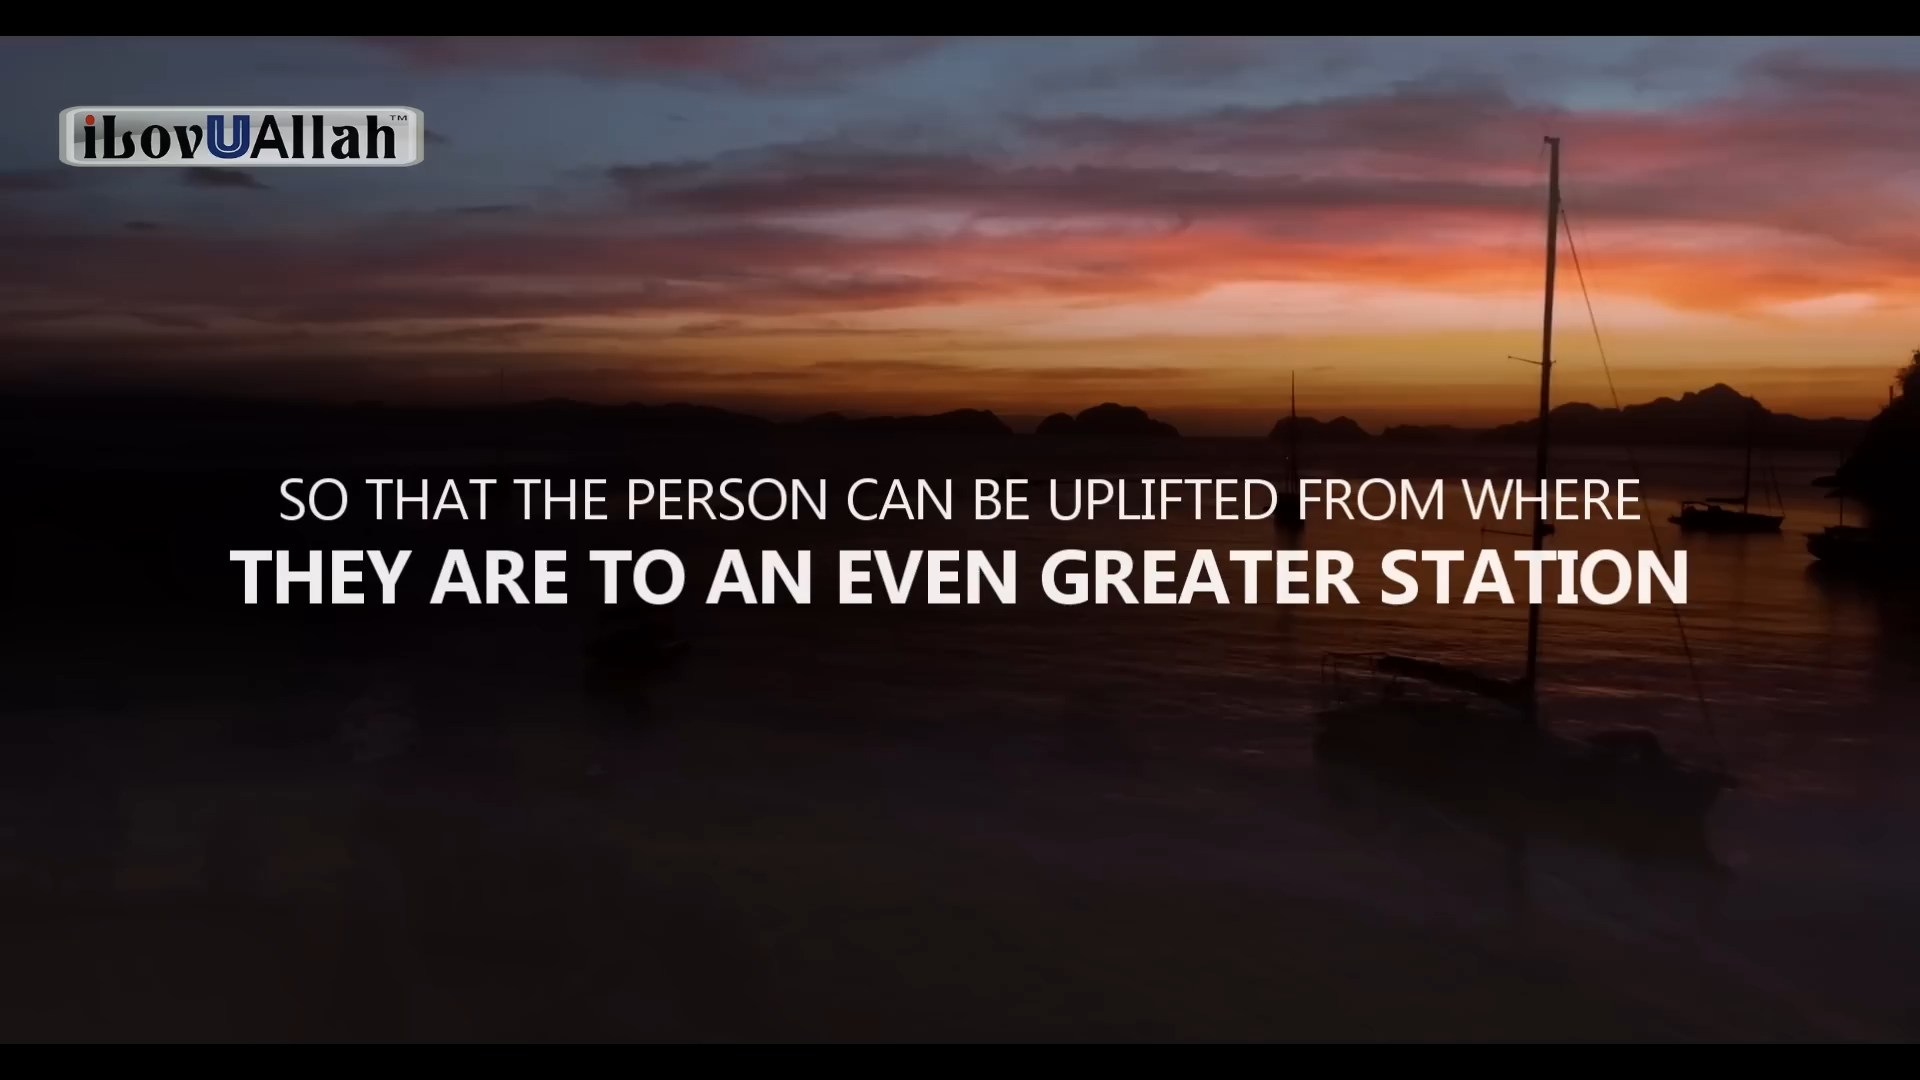 iLovUAllah™
SO THAT THE PERSON CAN BE UPLIFTED FROM WHERE
THEY ARE TO AN EVEN GREATER STATION